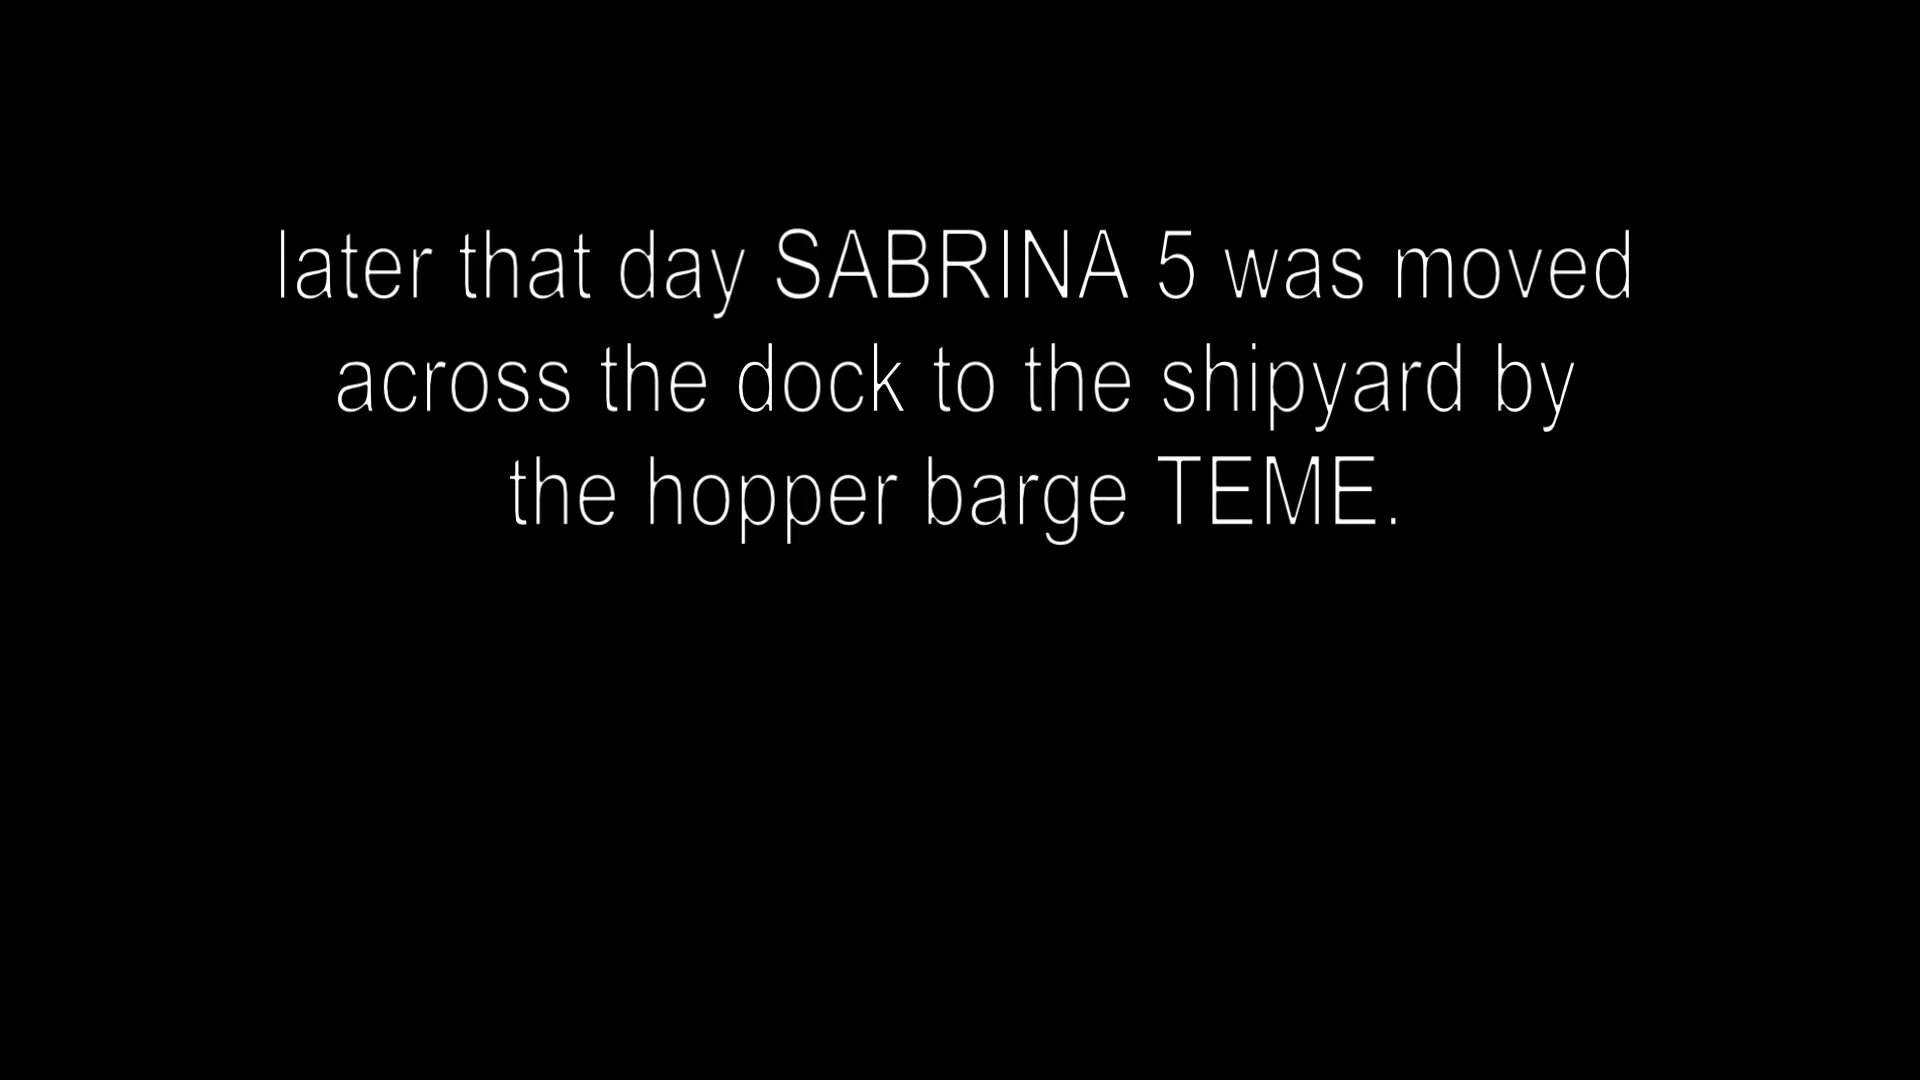 later that day SABRINA 5 was moved
across the dock to the shipyard by
the hopper barge TEME.